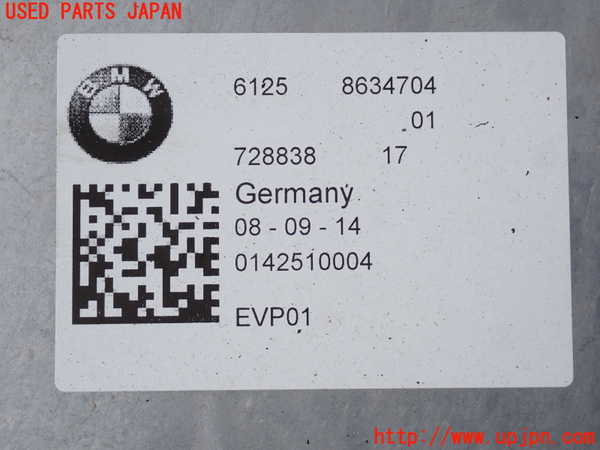 USED PARTS JAPAN
BMW
6125 8634704
01
728838 17
Germany
08 - 09 - 14
0142510004
EVP01
http://www.upjpn.com